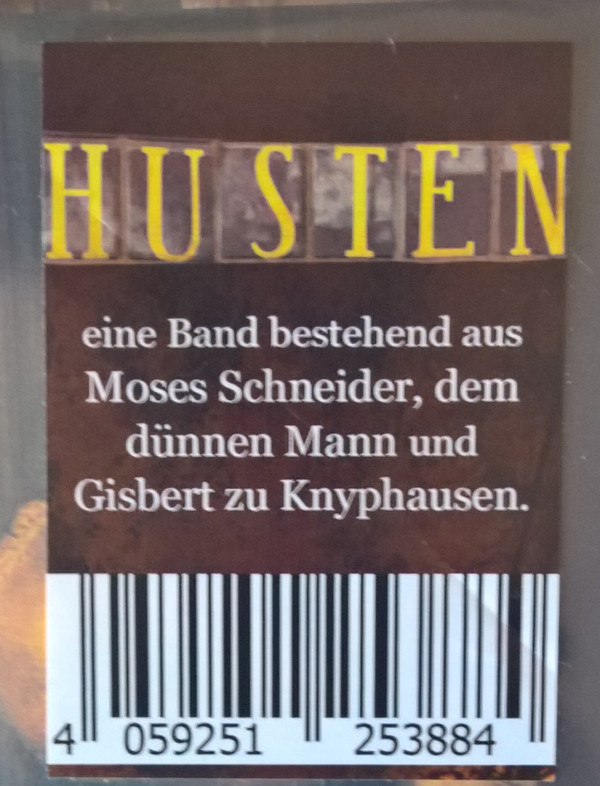 HUSTEN
eine Band bestehend aus
Moses Schneider, dem
dünnen Mann und
Gisbert zu Knyphausen.
4 059251 253884